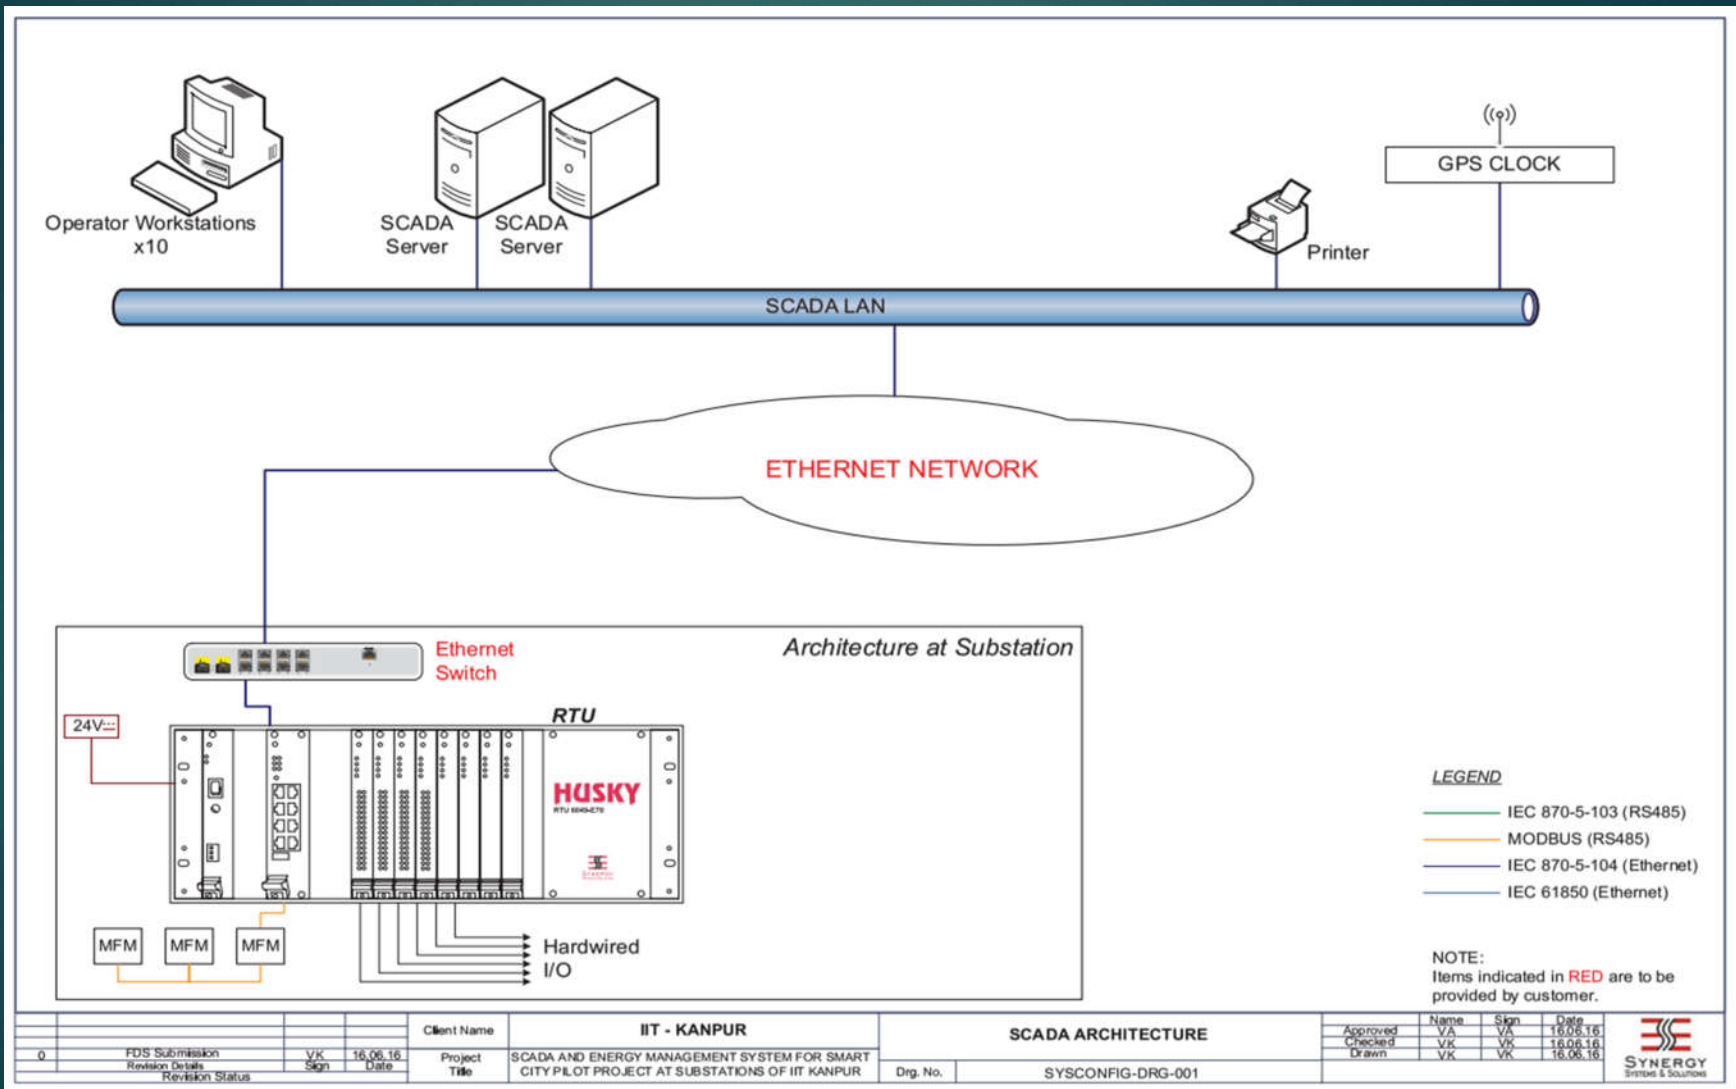 Operator Workstations
x10
SCADA
Server
SCADA
Server
Printer
GPS CLOCK
SCADA LAN
ETHERNET NETWORK
Architecture at Substation
Ethernet
Switch
24V
RTU
HUSKY
RTU 6049-E70
SYNERGY
MFM
MFM
MFM
Hardwired
I/O
LEGEND
IEC 870-5-103 (RS485)
MODBUS (RS485)
IEC 870-5-104 (Ethernet)
IEC 61850 (Ethernet)
NOTE:
Items indicated in RED are to be
provided by customer.
0 FDS Submission VK 16.06.16
Revision Details Sign Date
Revision Status
Client Name
IIT - KANPUR
Project
Title
SCADA AND ENERGY MANAGEMENT SYSTEM FOR SMART
CITY PILOT PROJECT AT SUBSTATIONS OF IIT KANPUR
SCADA ARCHITECTURE
Drg. No. SYSCONFIG-DRG-001
Name Sign Date
Approved VA VA 16.06.16
Checked VK VK 16.06.16
Drawn VK VK 16.06.16
SYNERGY
SYSTEMS & SOLUTIONS